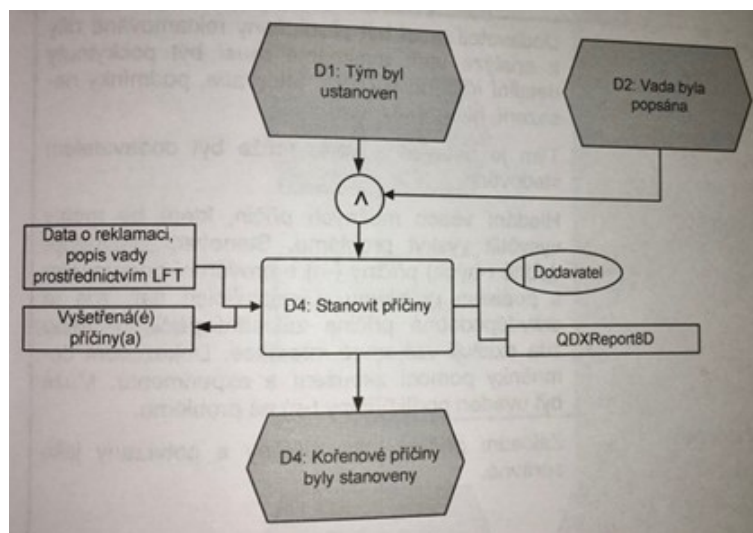 D1: Tým byl
ustanoven
D2: Vada byla
popsána
Λ
Data o reklamaci,
popis vady
prostřednictvím LFT
Vyšetřená(é)
příčiny(a)
D4: Stanovit příčiny
Dodavatel
QDXReport8D
D4: Kořenové příčiny
byly stanoveny